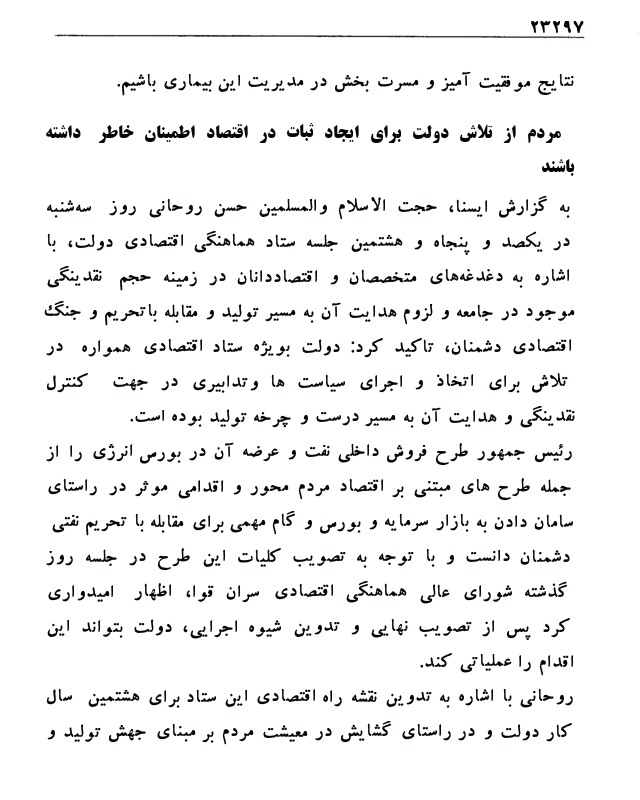 ۲۳۲۹۷
نتایج موفقیت آمیز و مسرت بخش در مدیریت این بیماری باشیم.
مردم از تلاش دولت برای ایجاد ثبات در اقتصاد اطمینان خاطر داشته
باشند
به گزارش ایسنا، حجت الاسلام والمسلمین حسن روحانی روز سه‌شنبه
در یکصد و پنجاه و هشتمین جلسه ستاد هماهنگی اقتصادی دولت، با
اشاره به دغدغه‌های متخصصان و اقتصاددانان در زمینه حجم نقدینگی
موجود در جامعه و لزوم هدایت آن به مسیر تولید و مقابله باتحریم و جنگ
اقتصادی دشمنان، تاکید کرد: دولت بویژه ستاد اقتصادی همواره در
تلاش برای اتخاذ و اجرای سیاست ها وتدابیری در جهت کنترل
نقدینگی و هدایت آن به مسیر درست و چرخه تولید بوده است.
رئیس جمهور طرح فروش داخلی نفت و عرضه آن در بورس انرژی را از
جمله طرح های مبتنی بر اقتصاد مردم محور و اقدامی موثر در راستای
سامان دادن به بازار سرمایه و بورس و گام مهمی برای مقابله با تحریم نفتی
دشمنان دانست و با توجه به تصویب کلیات این طرح در جلسه روز
گذشته شورای عالی هماهنگی اقتصادی سران قوا، اظهار امیدواری
کرد پس از تصویب نهایی و تدوین شیوه اجرایی، دولت بتواند این
اقدام را عملیاتی کند.
روحانی با اشاره به تدوین نقشه راه اقتصادی این ستاد برای هشتمین سال
کار دولت و در راستای گشایش در معیشت مردم بر مبنای جهش تولید و